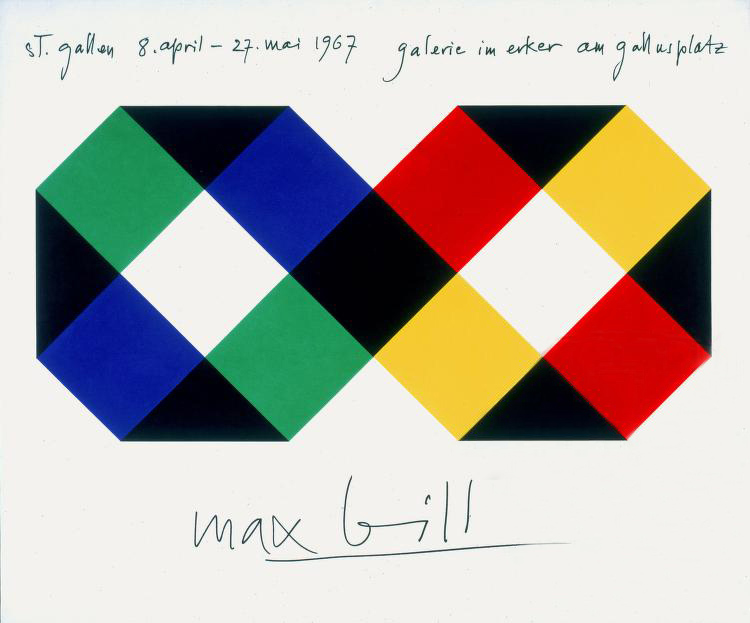 sT. gallen 8. april – 27. mai 1967 galerie im erker am gallusplatz
max bill